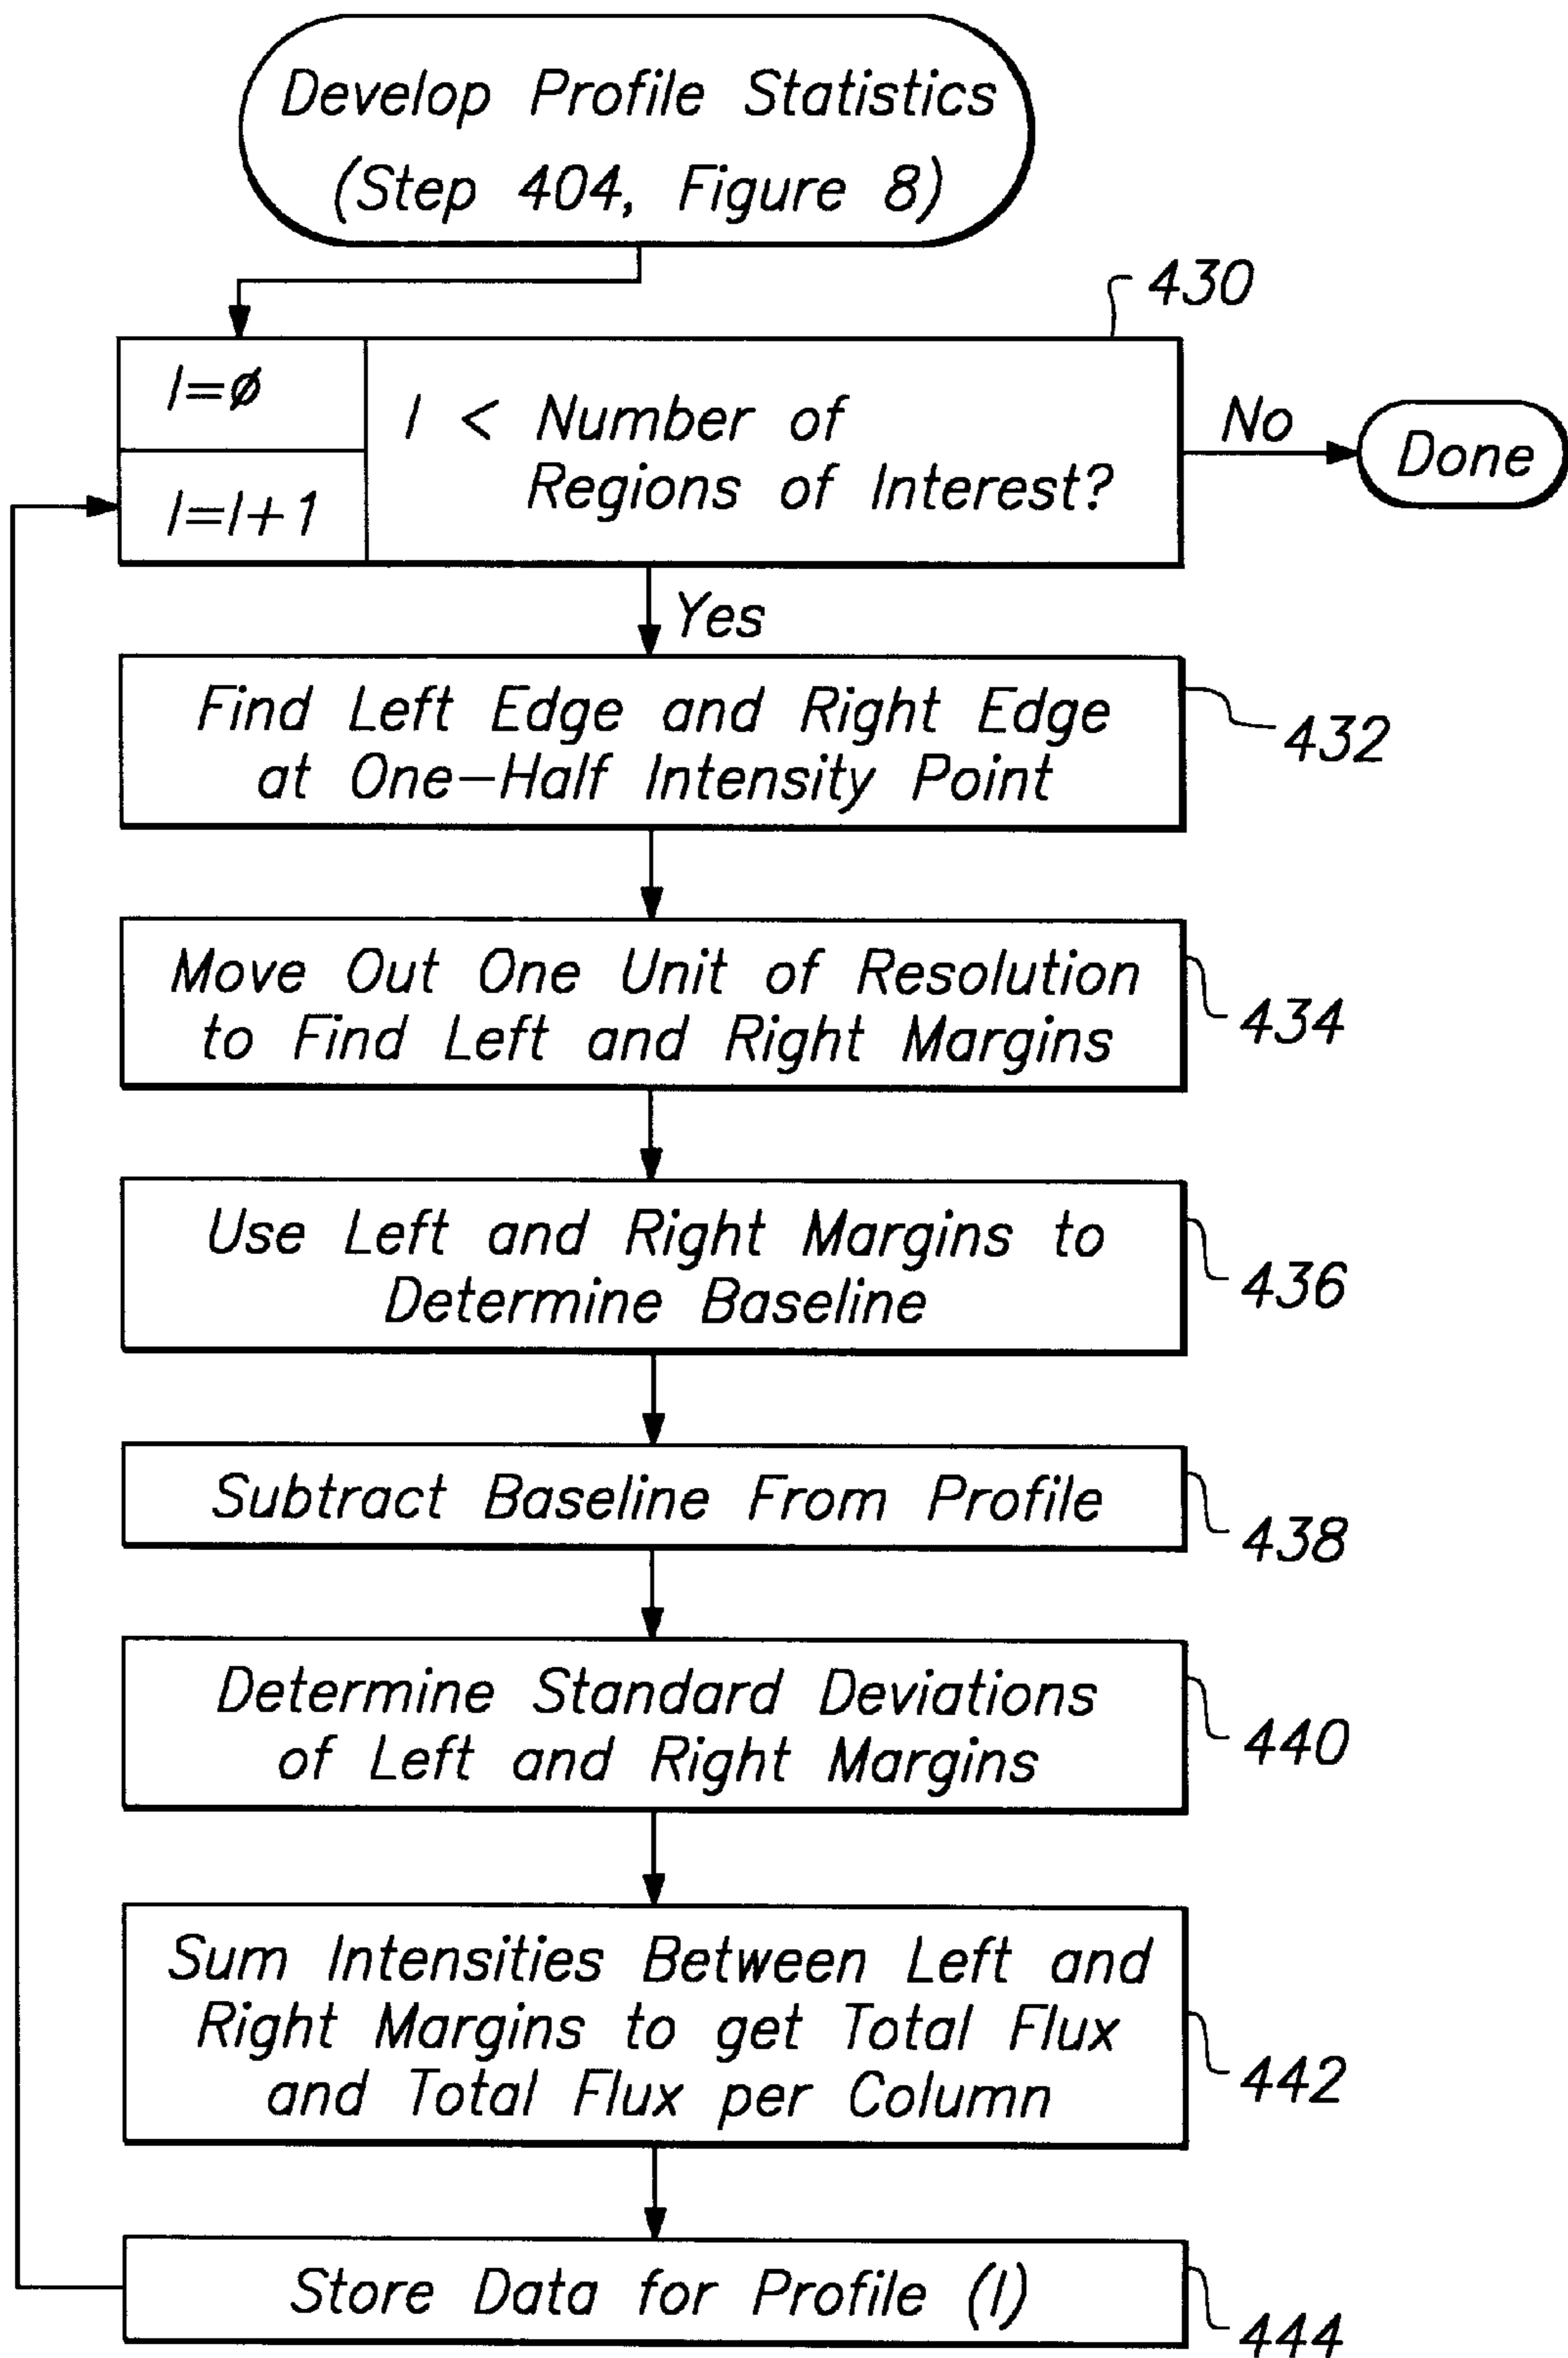 Develop Profile Statistics
(Step 404, Figure 8)
430
I=ø
I < Number of
Regions of Interest?
No
Done
I=I+1
Yes
Find Left Edge and Right Edge
at One-Half Intensity Point
432
Move Out One Unit of Resolution
to Find Left and Right Margins
434
Use Left and Right Margins to
Determine Baseline
436
Subtract Baseline From Profile
438
Determine Standard Deviations
of Left and Right Margins
440
Sum Intensities Between Left and
Right Margins to get Total Flux
and Total Flux per Column
442
Store Data for Profile (I)
444